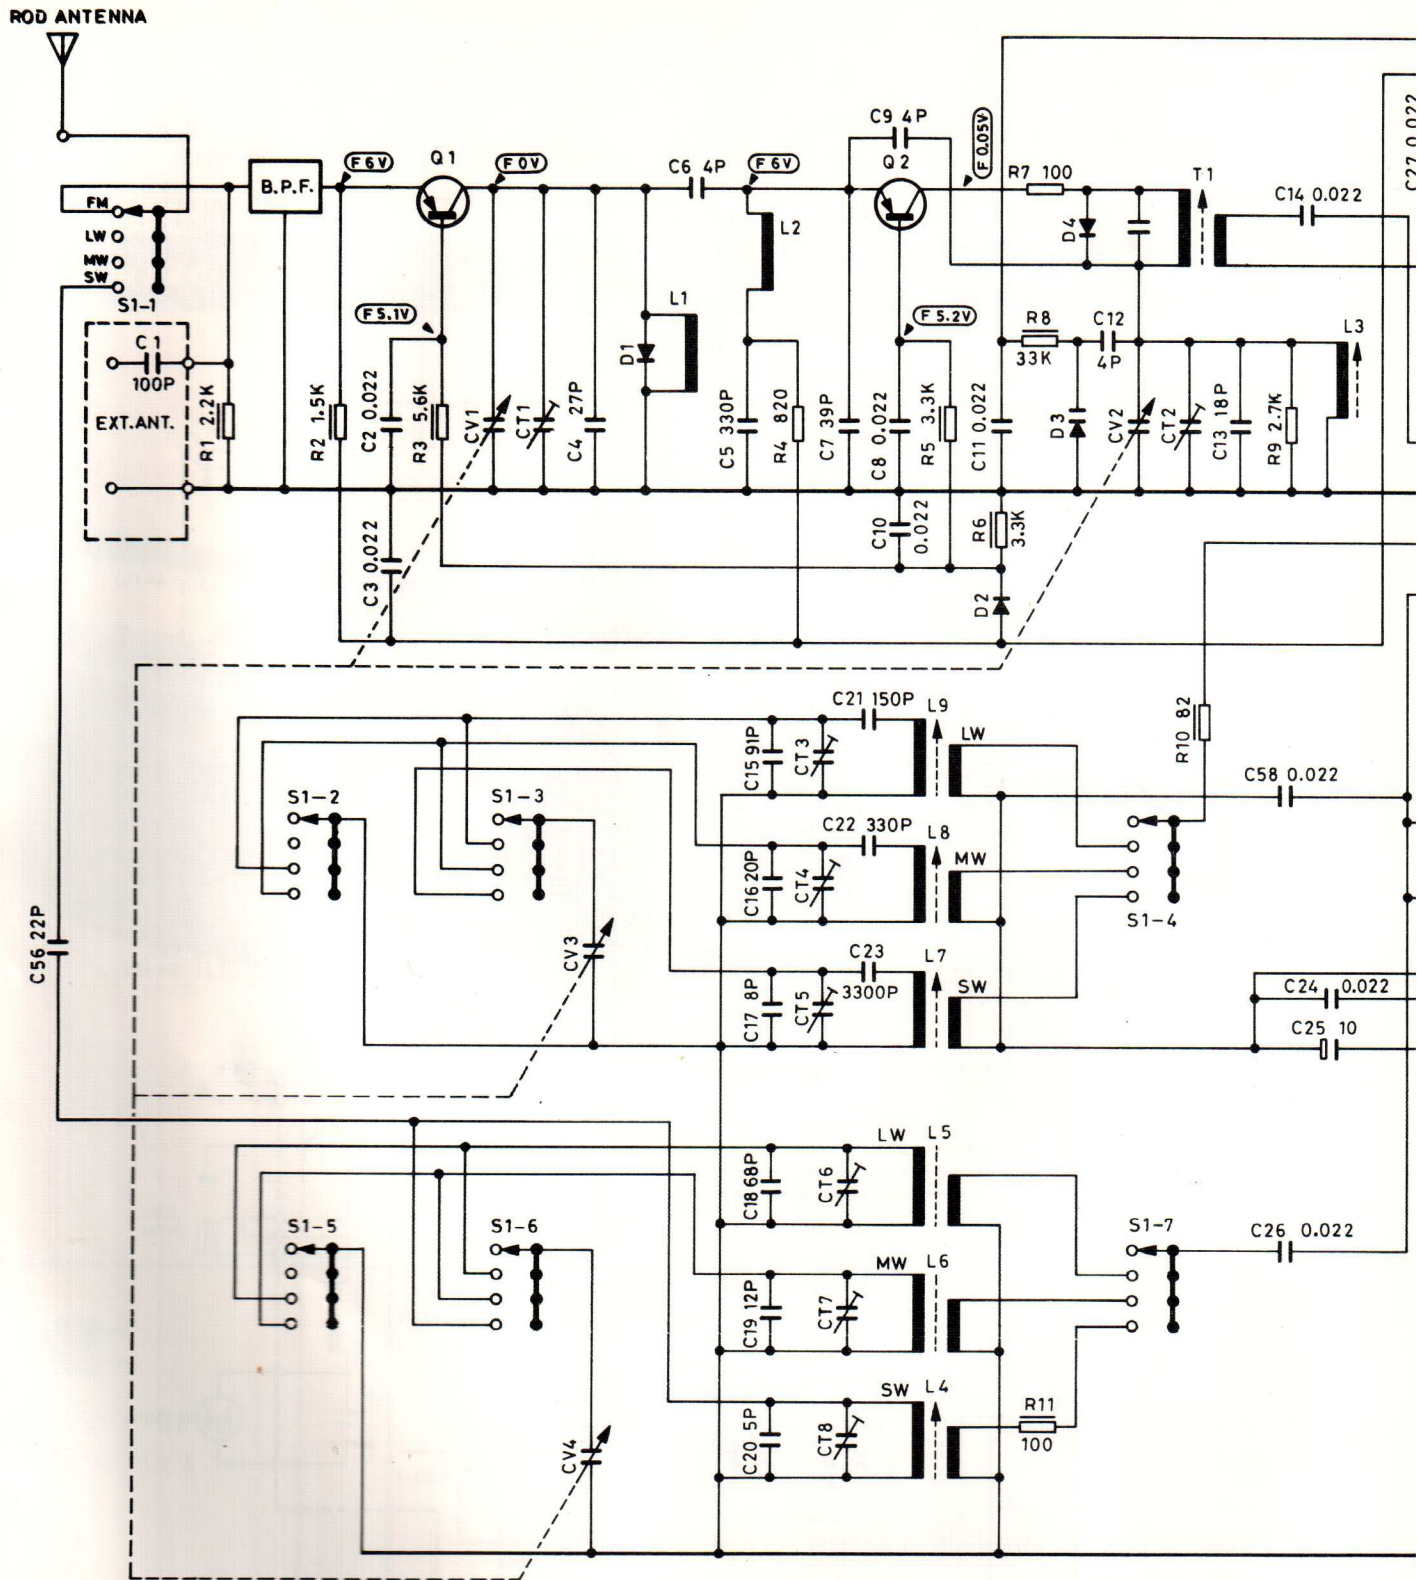 ROD ANTENNA
C27 0.022
C9 4P
F 6V
Q1
F 0V
C6 4P
F 6V
Q2
F 0.05V
R7 100
T1
B.P.F.
C14 0.022
FM
LW
MW
SW
S1-1
L2
D4
F 5.1V
L1
F 5.2V
R8
33K
C12
4P
L3
C1
100P
EXT.ANT.
R1 2.2K
R2 1.5K
C2 0.022
R3 5.6K
CV1
CT1
C4 27P
D1
C5 330P
R4 820
C7 39P
C8 0.022
R5 3.3K
C11 0.022
D3
CV2
CT2
C13 18P
R9 2.7K
C3 0.022
C10
0.022
R6
3.3K
D2
C21 150P
L9
LW
R10 82
C15 91P
CT3
C58 0.022
S1-2
S1-3
C22 330P
L8
MW
C16 20P
CT4
S1-4
C56 22P
CV3
C23
3300P
L7
SW
C17 8P
CT5
C24 0.022
C25 10
LW L5
C18 68P
CT6
S1-5
S1-6
S1-7
C26 0.022
MW L6
C19 12P
CT7
SW L4
C20 5P
CT8
R11
100
CV4